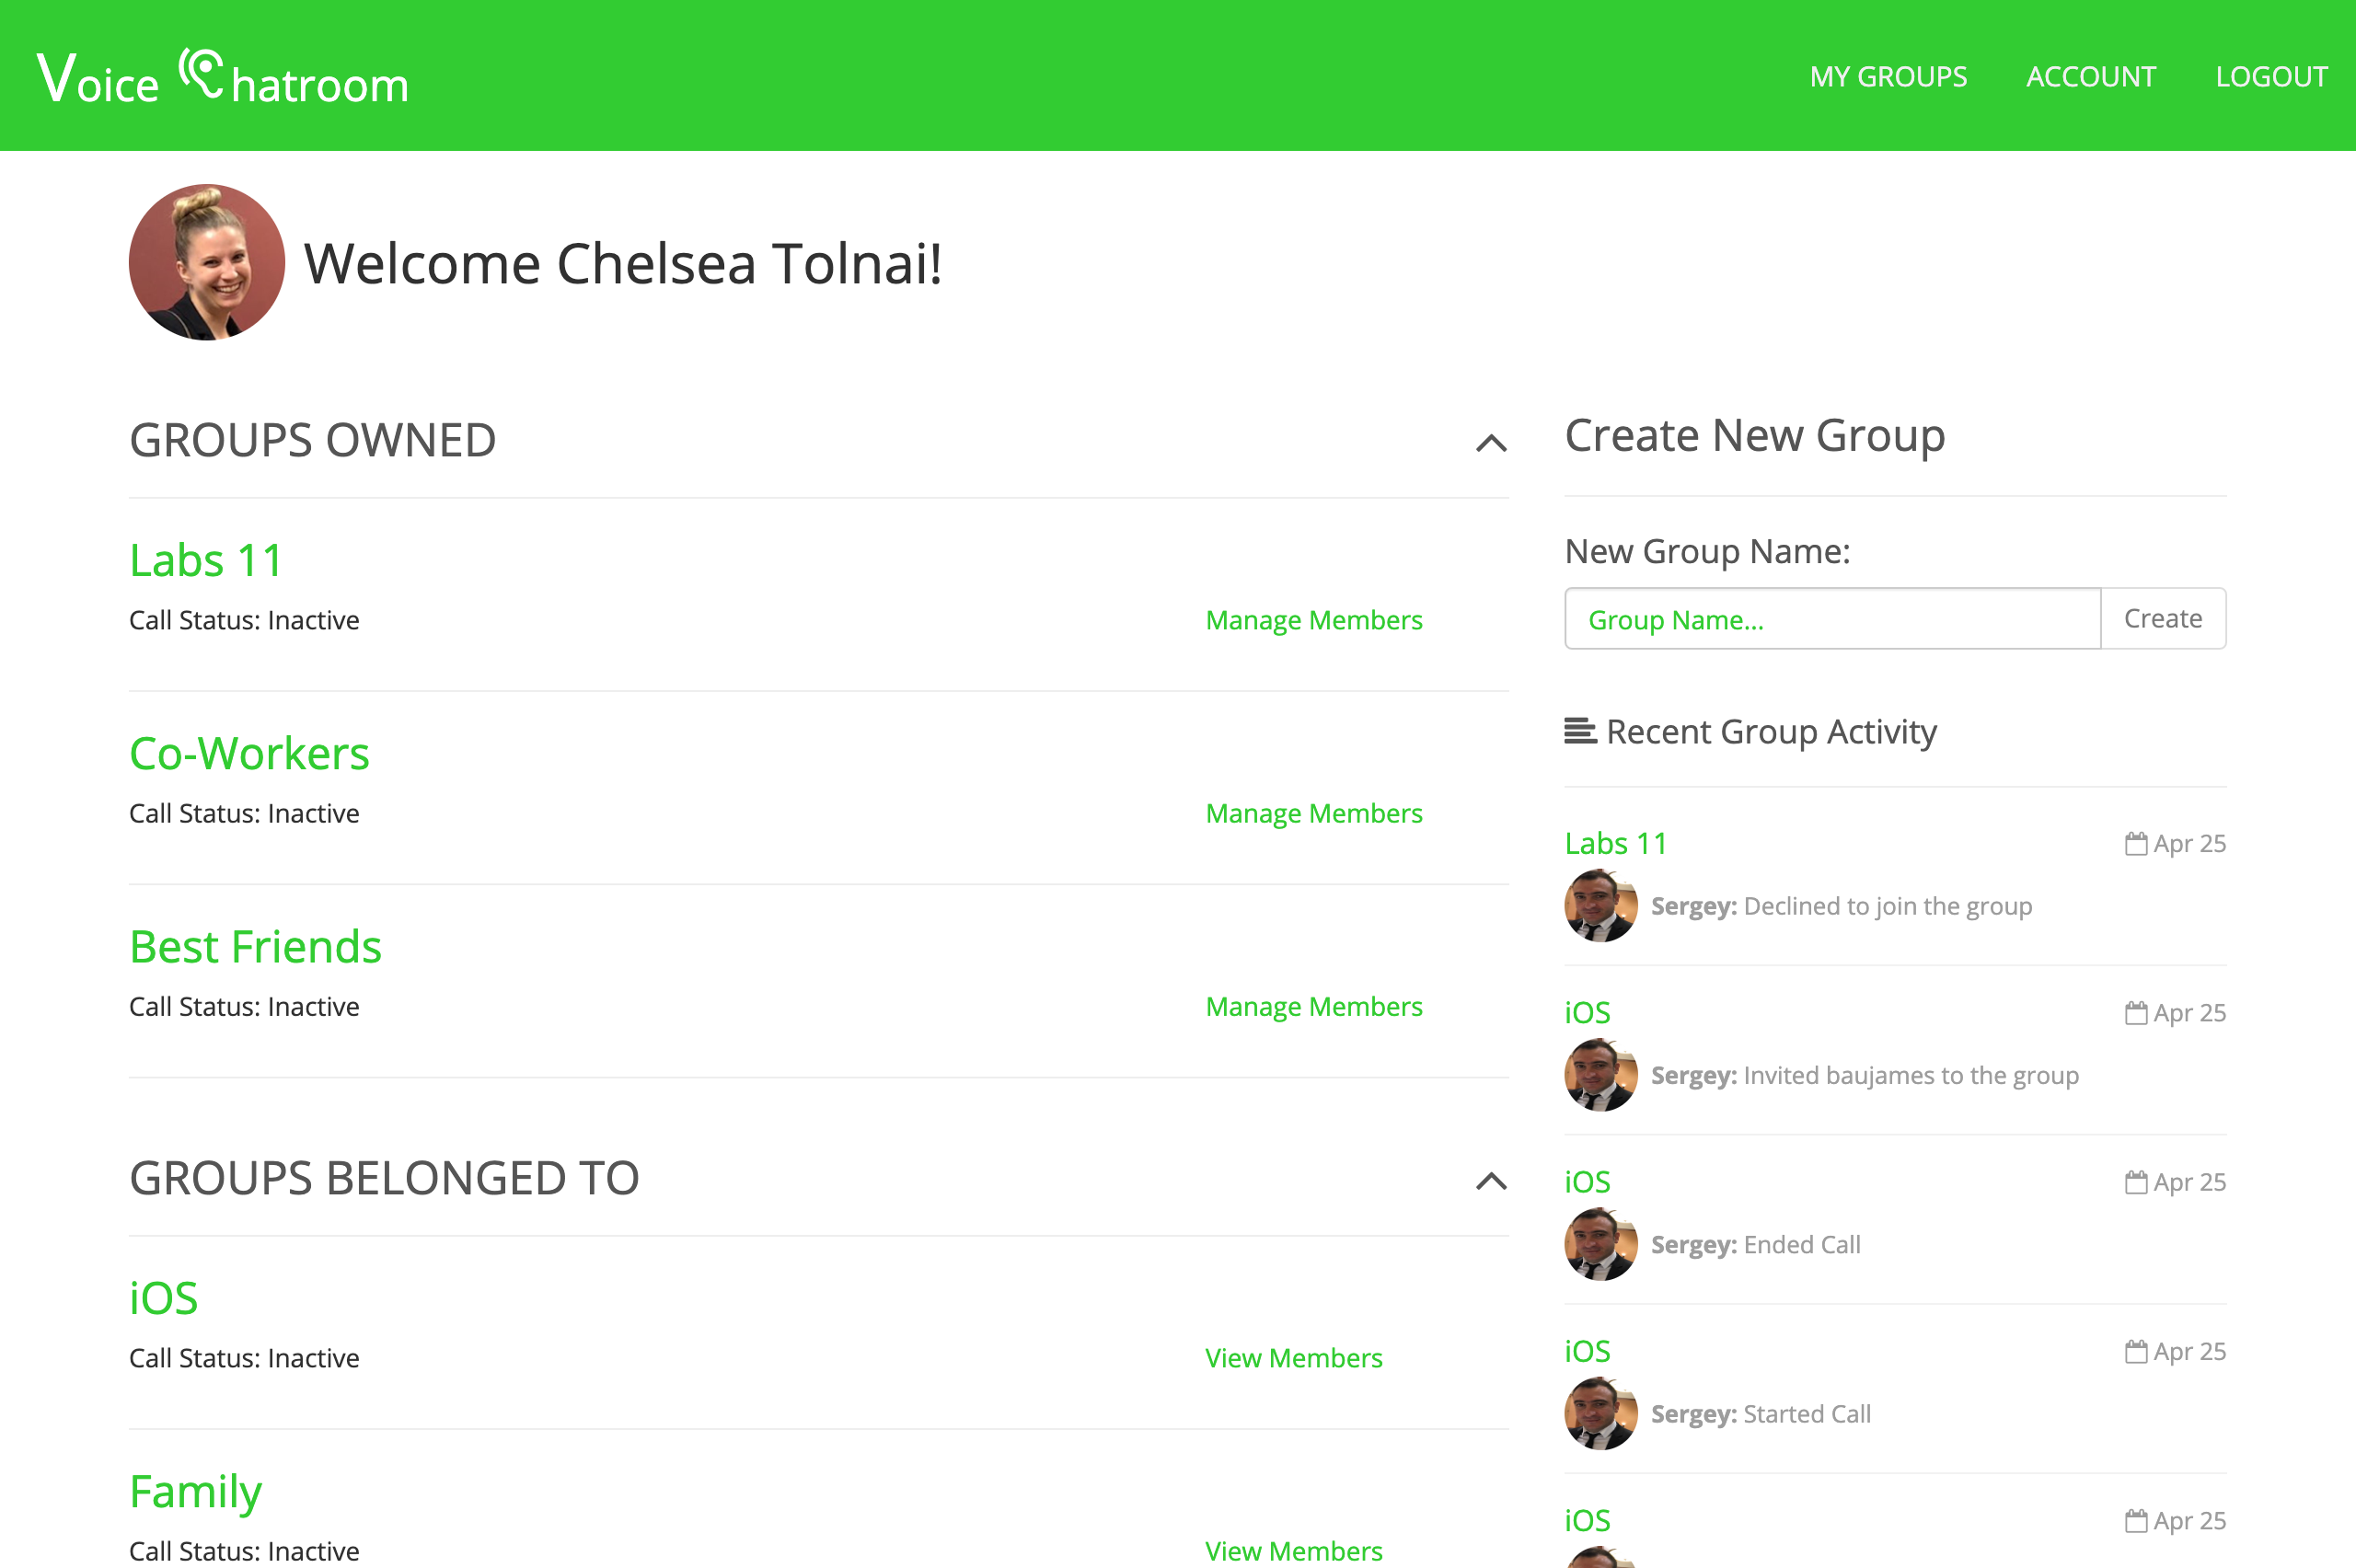 Voice Chatroom
MY GROUPS
ACCOUNT
LOGOUT
Welcome Chelsea Tolnai!
GROUPS OWNED
Labs 11
Call Status: Inactive
Manage Members
Co-Workers
Call Status: Inactive
Manage Members
Best Friends
Call Status: Inactive
Manage Members
GROUPS BELONGED TO
iOS
Call Status: Inactive
View Members
Family
Call Status: Inactive
View Members
Create New Group
New Group Name:
Group Name...
Create
Recent Group Activity
Labs 11
Apr 25
Sergey: Declined to join the group
iOS
Apr 25
Sergey: Invited baujames to the group
iOS
Apr 25
Sergey: Ended Call
iOS
Apr 25
Sergey: Started Call
iOS
Apr 25